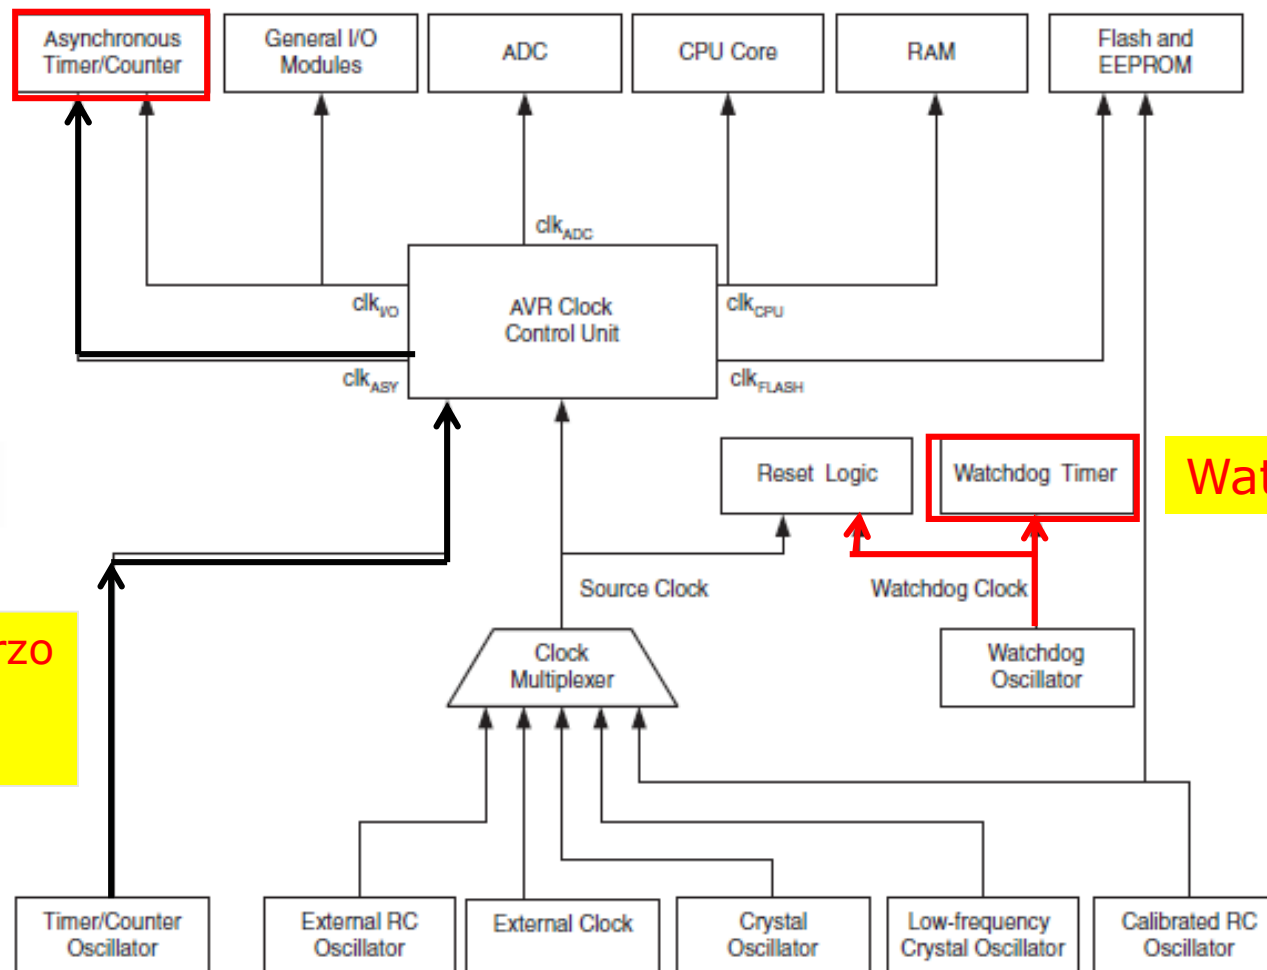 Asynchronous
Timer/Counter
General I/O
Modules
ADC
CPU Core
RAM
Flash and
EEPROM
clkADC
clkI/O
AVR Clock
Control Unit
clkCPU
clkASY
clkFLASH
Reset Logic
Watchdog Timer
Wat
Source Clock
Watchdog Clock
rzo
Clock
Multiplexer
Watchdog
Oscillator
Timer/Counter
Oscillator
External RC
Oscillator
External Clock
Crystal
Oscillator
Low-frequency
Crystal Oscillator
Calibrated RC
Oscillator